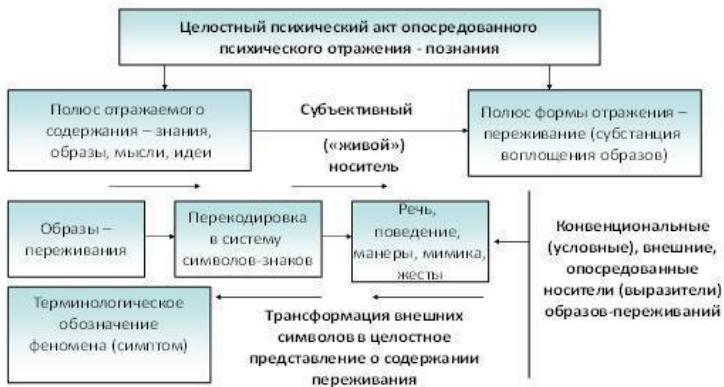 Целостный психический акт опосредованного
психического отражения - познания
Полюс отражаемого
содержания – знания,
образы, мысли, идеи
Субъективный
(«живой»)
носитель
Полюс формы отражения –
переживание (субстанция
воплощения образов)
Образы –
переживания
Перекодировка
в систему
символов-знаков
Речь,
поведение,
манеры, мимика,
жесты
Конвенциональные
(условные), внешние,
опосредованные
носители (выразители)
образов-переживаний
Терминологическое
обозначение
феномена (симптом)
Трансформация внешних
символов в целостное
представление о содержании
переживания